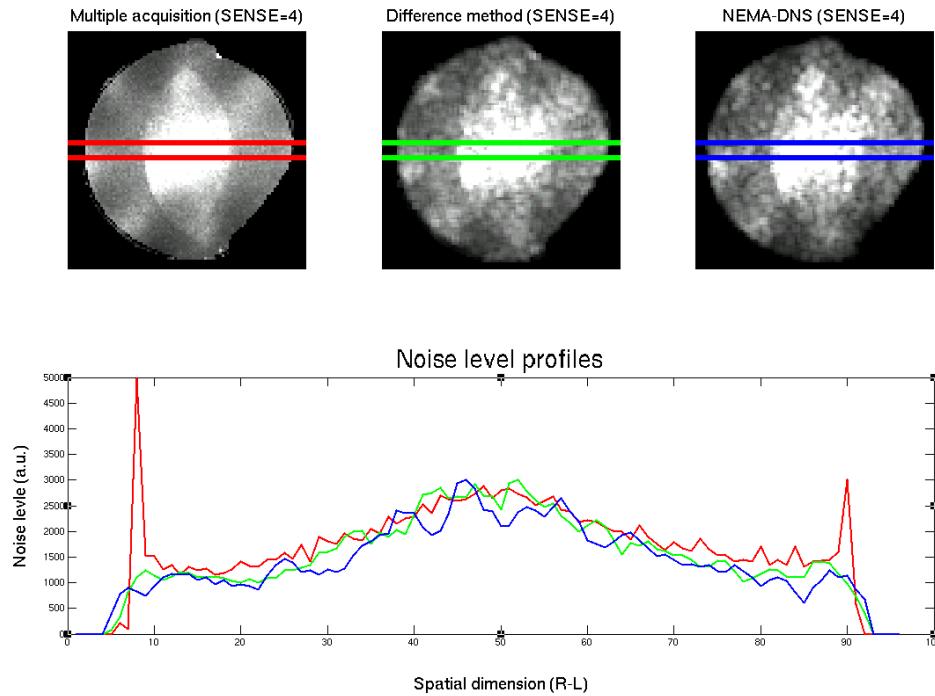 Multiple acquisition (SENSE=4)
Difference method (SENSE=4)
NEMA-DNS (SENSE=4)
Noise level profiles
Noise levle (a.u.)
5000
4500
4000
3500
3000
2500
2000
1500
1000
500
0
0 10 20 30 40 50 60 70 80 90 10
Spatial dimension (R-L)